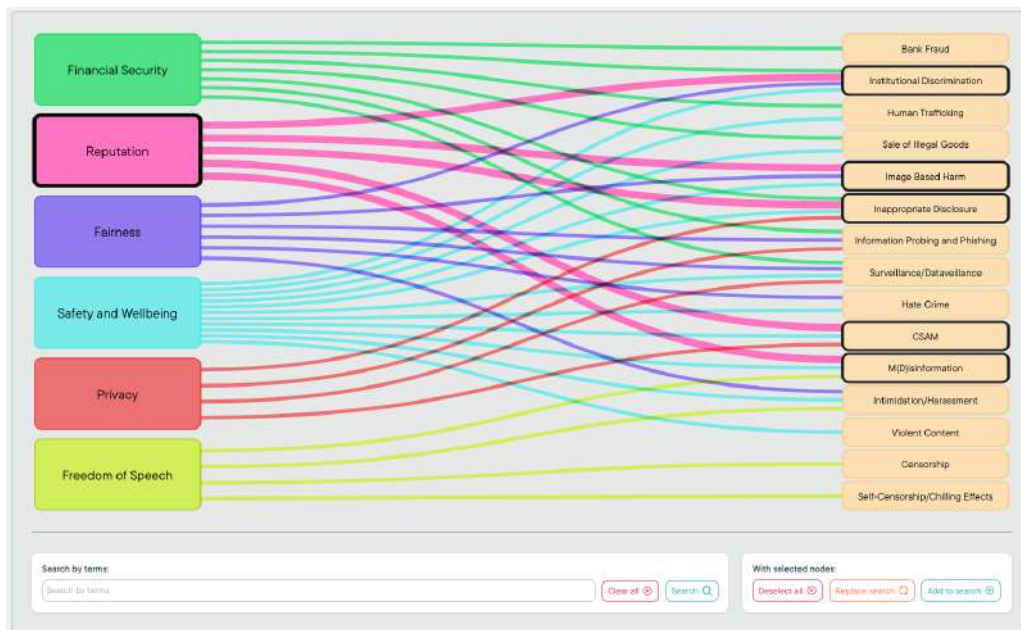 Financial Security
Reputation
Fairness
Safety and Wellbeing
Privacy
Freedom of Speech
Bank Fraud
Institutional Discrimination
Human Trafficking
Sale of Illegal Goods
Image Based Harm
Inappropriate Disclosure
Information Probing and Phishing
Surveillance/Dataveillance
Hate Crime
CSAM
M(D)isinformation
Intimidation/Harassment
Violent Content
Censorship
Self-Censorship/Chilling Effects
Search by terms:
Search by terms
Clear all
Search
With selected nodes:
Deselect all
Replace search
Add to search